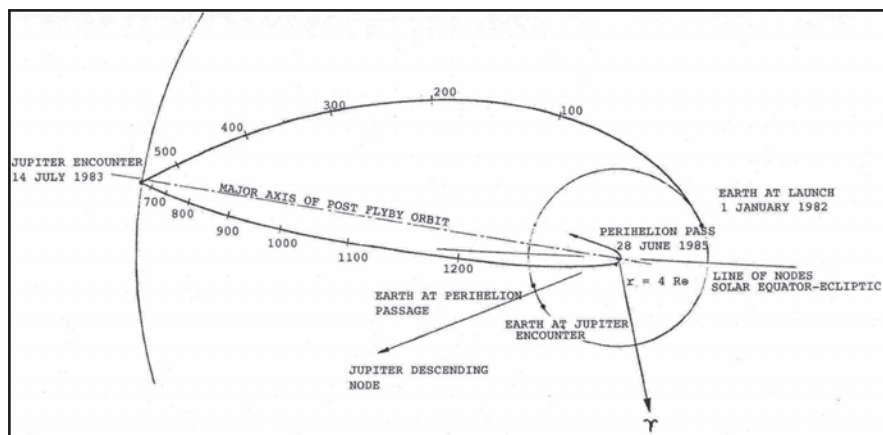 200
300
100
400
500
JUPITER ENCOUNTER
14 JULY 1983
MAJOR AXIS OF POST FLYBY ORBIT
EARTH AT LAUNCH
1 JANUARY 1982
700
800
900
1000
1100
1200
PERIHELION PASS
28 JUNE 1985
LINE OF NODES
SOLAR EQUATOR-ECLIPTIC
r = 4 R⊙
EARTH AT PERIHELION
PASSAGE
EARTH AT JUPITER
ENCOUNTER
JUPITER DESCENDING
NODE
♈